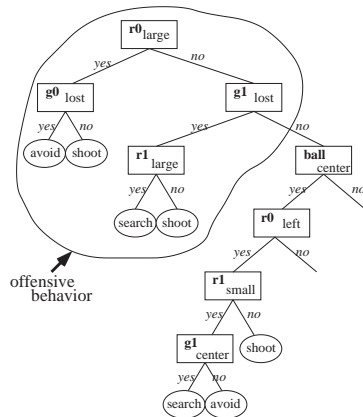 r0 large
yes no
g0 lost
g1 lost
yes no
yes no
avoid shoot
r1 large
ball center
yes no
yes no
search shoot
r0 left
offensive
behavior
yes no
r1 small
yes no
g1 center
shoot
yes no
search avoid